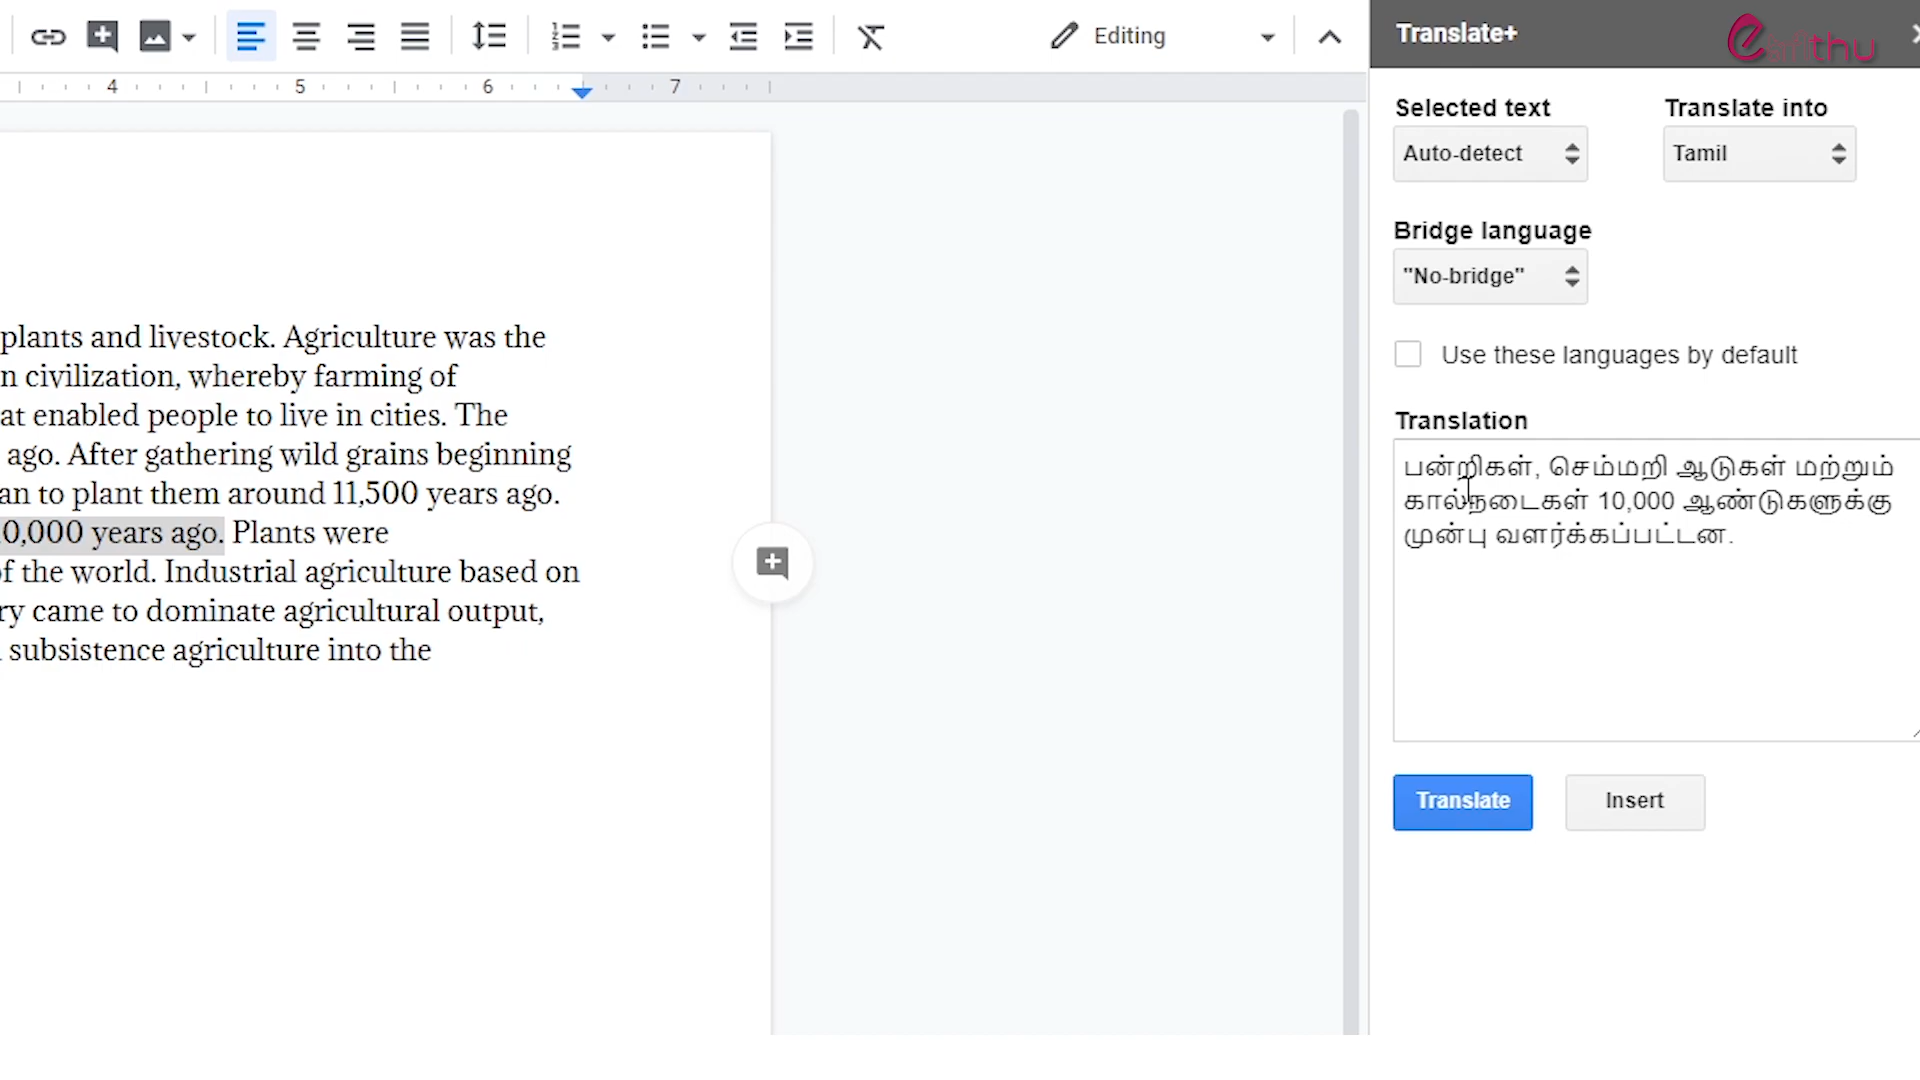 Editing
4 5 6 7
plants and livestock. Agriculture was the
n civilization, whereby farming of
at enabled people to live in cities. The
ago. After gathering wild grains beginning
an to plant them around 11,500 years ago.
0,000 years ago. Plants were
of the world. Industrial agriculture based on
ry came to dominate agricultural output,
subsistence agriculture into the
Translate+
Selected text
Translate into
Auto-detect
Tamil
Bridge language
"No-bridge"
Use these languages by default
Translation
பன்றிகள், செம்மறி ஆடுகள் மற்றும்
கால்நடைகள் 10,000 ஆண்டுகளுக்கு
முன்பு வளர்க்கப்பட்டன.
Translate
Insert